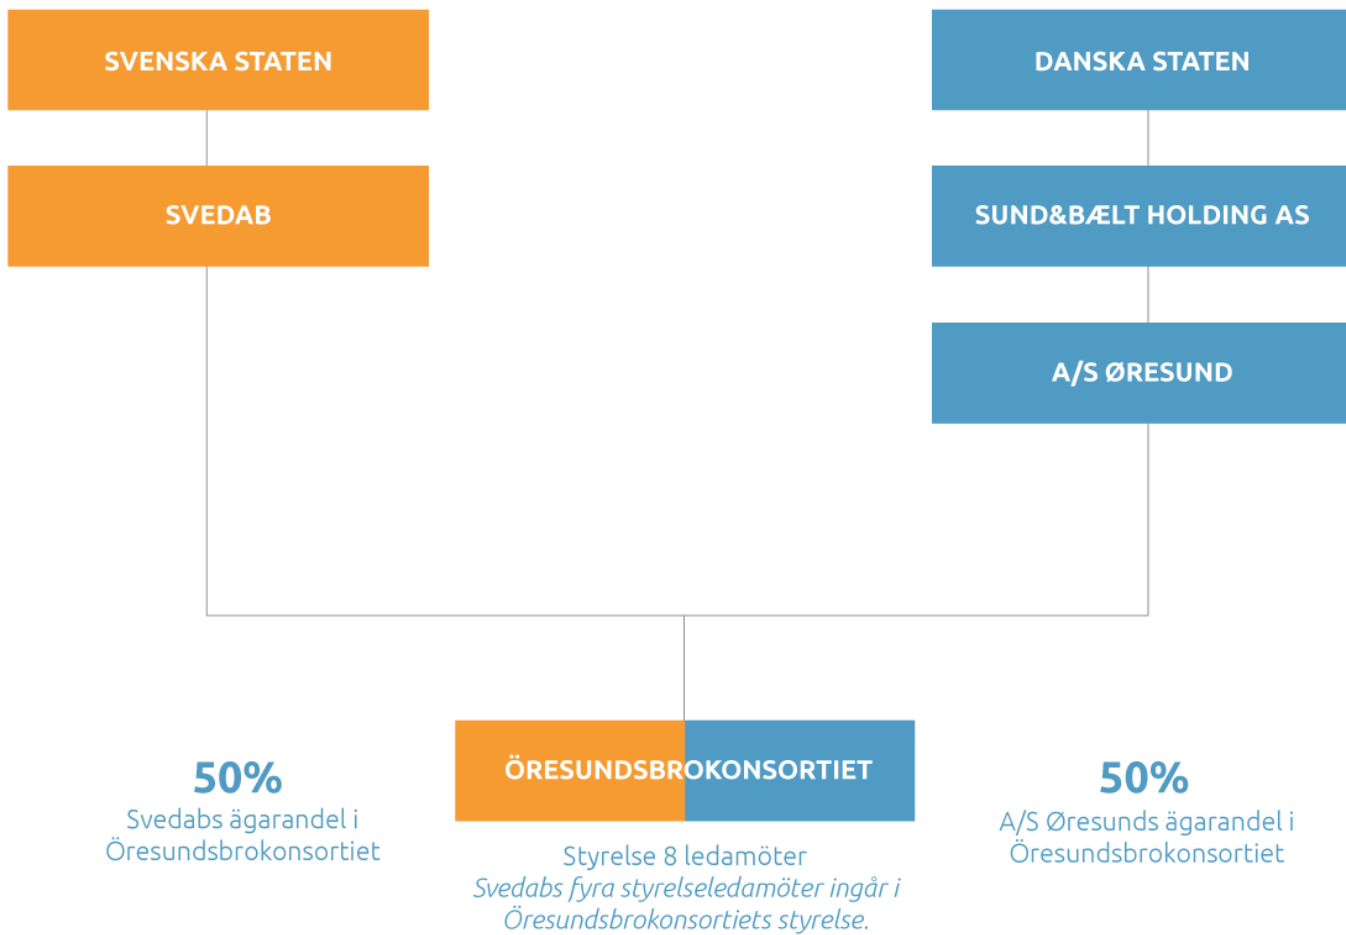 SVENSKA STATEN
DANSKA STATEN
SVEDAB
SUND&BÆLT HOLDING AS
A/S ØRESUND
ÖRESUNDSBROKONSORTIET
50%
Svedabs ägarandel i
Öresundsbrokonsortiet
Styrelse 8 ledamöter
Svedabs fyra styrelseledamöter ingår i
Öresundsbrokonsortiets styrelse.
50%
A/S Øresunds ägarandel i
Öresundsbrokonsortiet